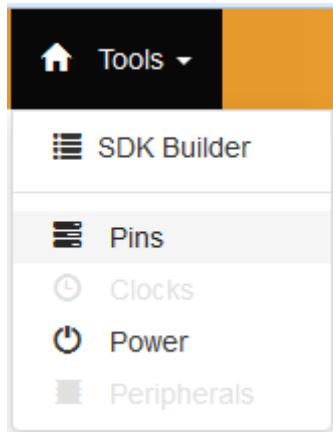 Tools
SDK Builder
Pins
Clocks
Power
Peripherals